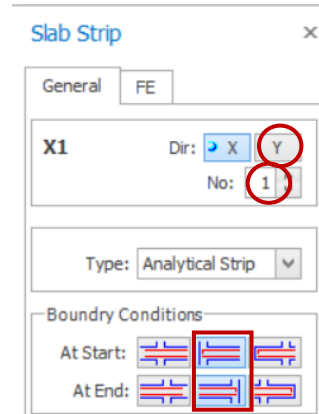 Slab Strip ×
General FE
X1 Dir: X Y
No: 1
Type: Analytical Strip
Boundry Conditions
At Start:
At End: